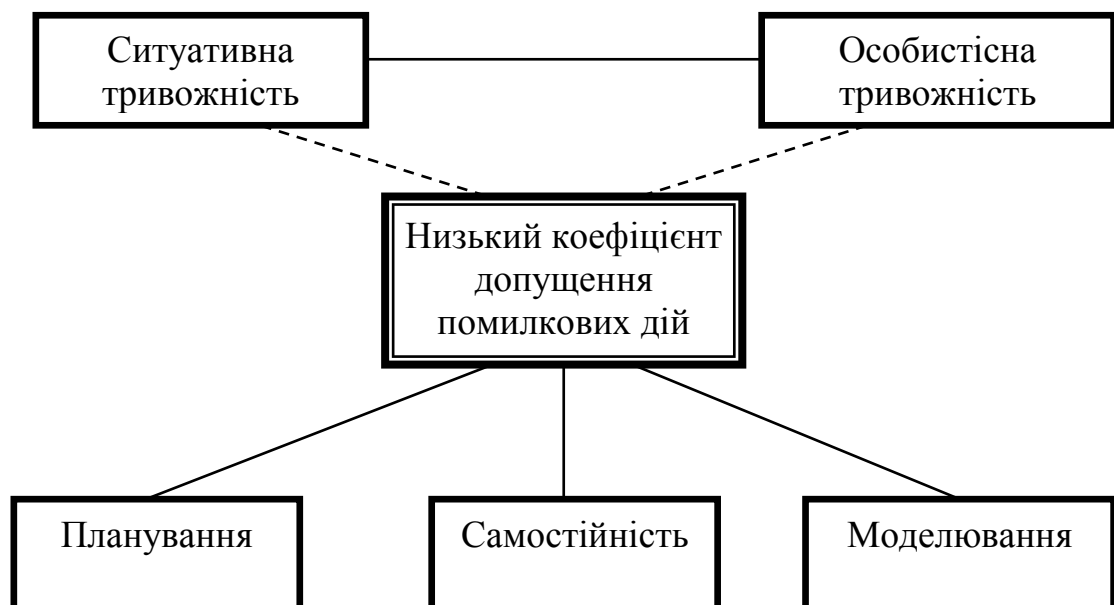 Ситуативна
тривожність
Особистісна
тривожність
Низький коефіцієнт
допущення
помилкових дій
Планування
Самостійність
Моделювання